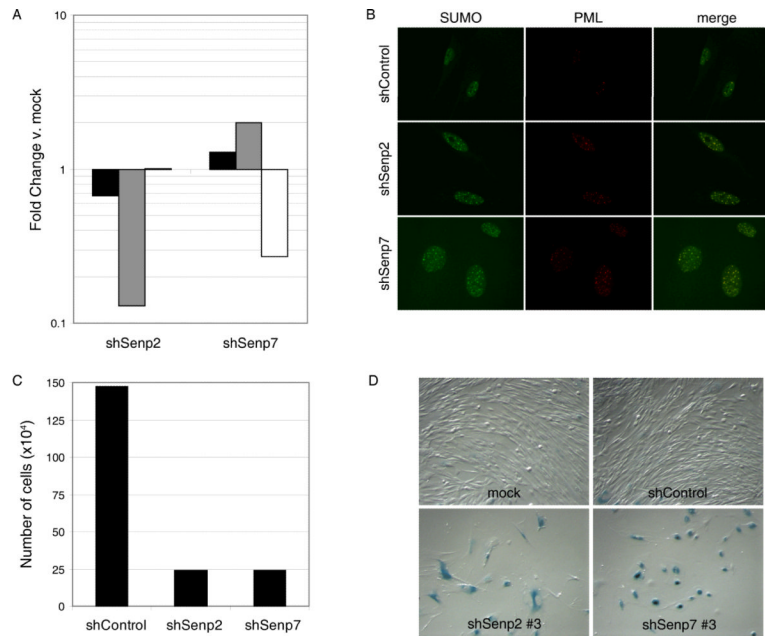 A
Fold Change v. mock
10
1
0.1
shSenp2
shSenp7
B
SUMO
PML
merge
shControl
shSenp2
shSenp7
C
Number of cells (x10⁴)
150
125
100
75
50
25
0
shControl
shSenp2
shSenp7
D
mock
shControl
shSenp2 #3
shSenp7 #3